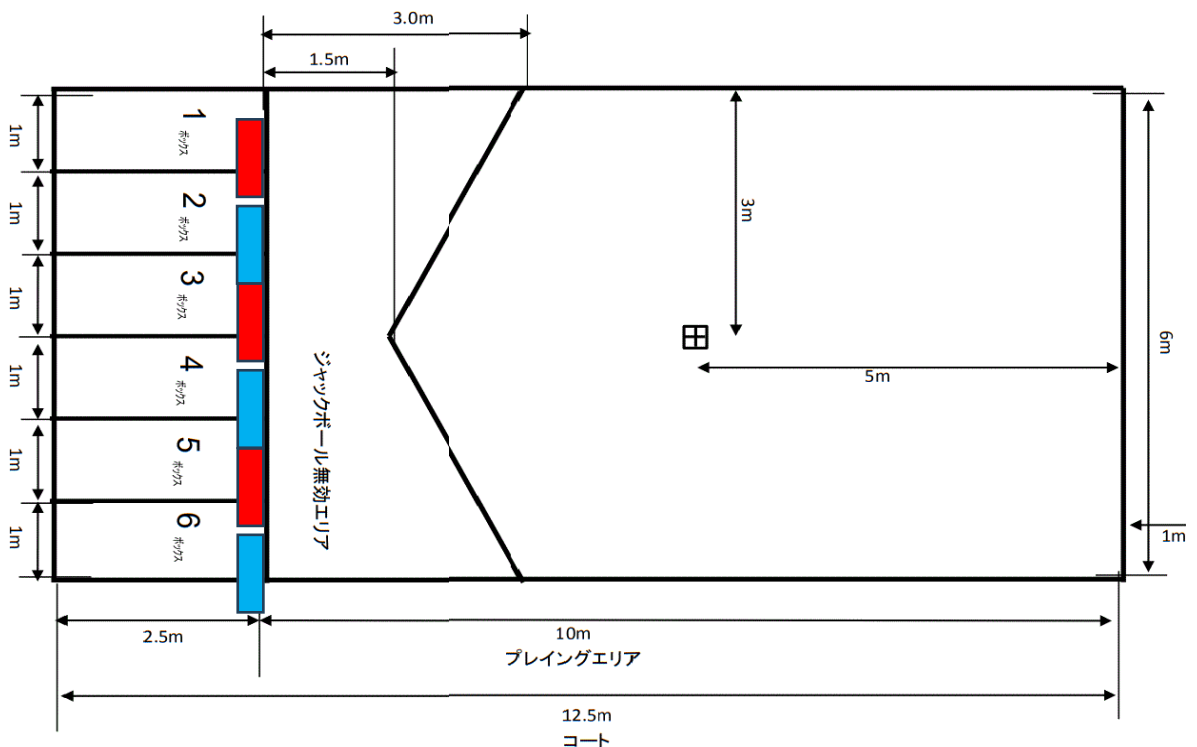 3.0m
1.5m
1m
1
ボックス
1m
2
ボックス
1m
3
ボックス
1m
4
ボックス
1m
5
ボックス
1m
6
ボックス
ジャックボール無効エリア
3m
5m
6m
1m
2.5m
10m
プレイングエリア
12.5m
コート